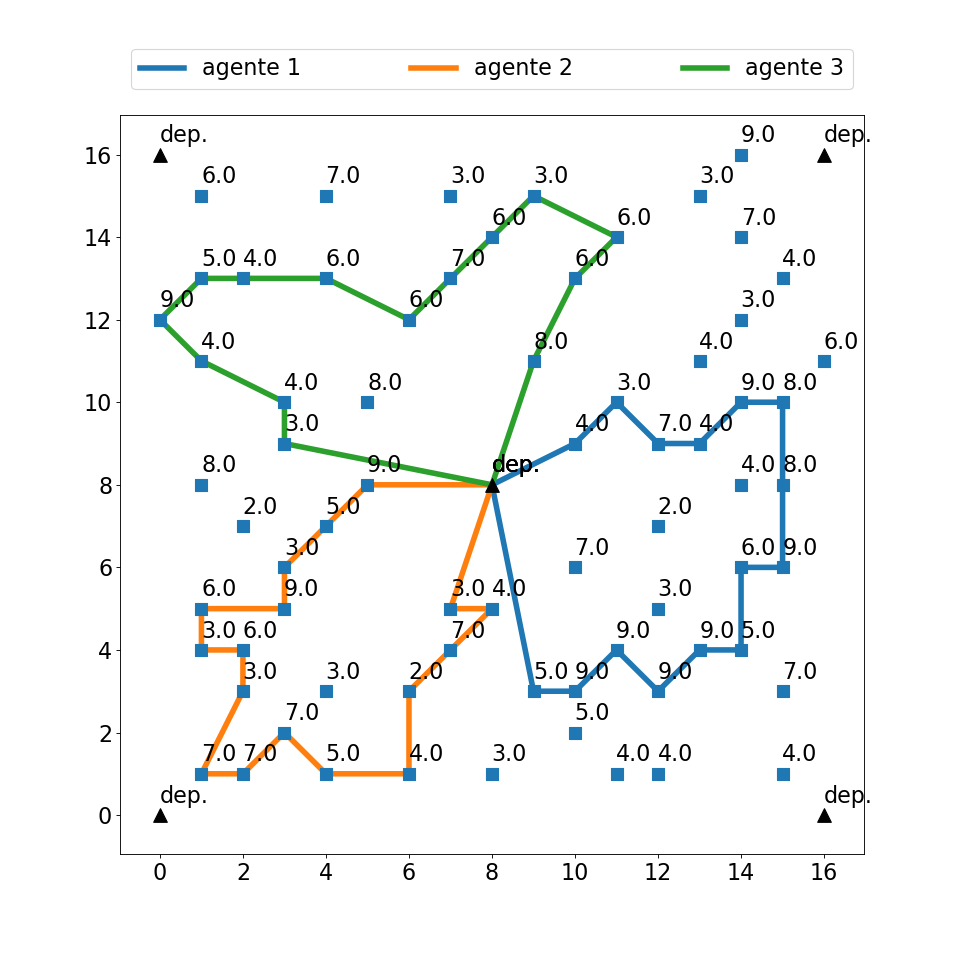 agente 1 agente 2 agente 3
dep. 9.0 dep.
16
6.0 7.0 3.0 3.0 3.0
6.0 6.0 7.0
14
5.0 4.0 6.0 7.0 6.0 4.0
9.0 6.0 3.0
12
4.0 8.0 4.0 6.0
4.0 8.0 3.0 9.0 8.0
10
3.0 4.0 7.0 4.0
8.0 9.0 dep. 4.0 8.0
8
2.0 5.0 2.0
3.0 7.0 6.0 9.0
6
6.0 9.0 3.0 4.0 3.0
3.0 6.0 7.0 9.0 9.0 5.0
4
3.0 3.0 2.0 5.0 9.0 9.0 7.0
7.0 5.0
2
7.0 7.0 5.0 4.0 3.0 4.0 4.0 4.0
dep. dep.
0
0 2 4 6 8 10 12 14 16